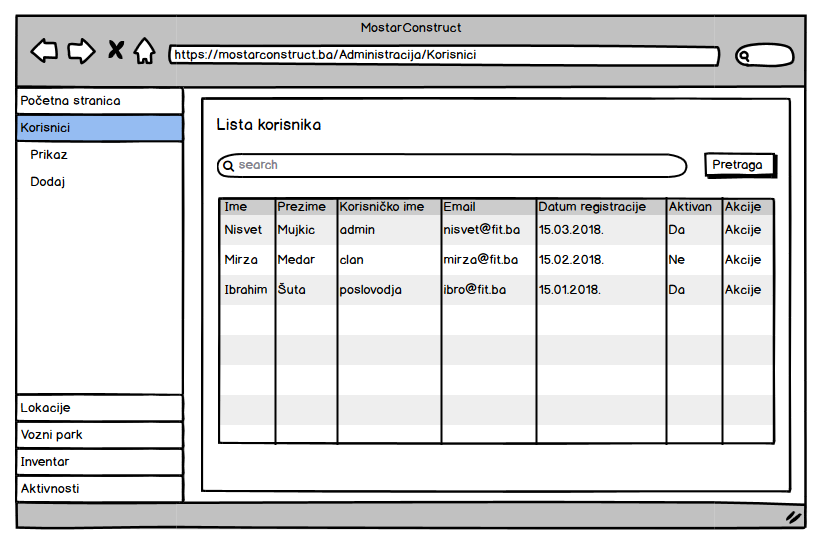 MostarConstruct
https://mostarconstruct.ba/Administracija/Korisnici
Početna stranica
Korisnici
Prikaz
Dodaj
Lokacije
Vozni park
Inventar
Aktivnosti
Lista korisnika
search
Pretraga
Ime Prezime Korisničko ime Email Datum registracije Aktivan Akcije
Nisvet Mujkic admin nisvet@fit.ba 15.03.2018. Da Akcije
Mirza Medar clan mirza@fit.ba 15.02.2018. Ne Akcije
Ibrahim Šuta poslovodja ibro@fit.ba 15.01.2018. Da Akcije